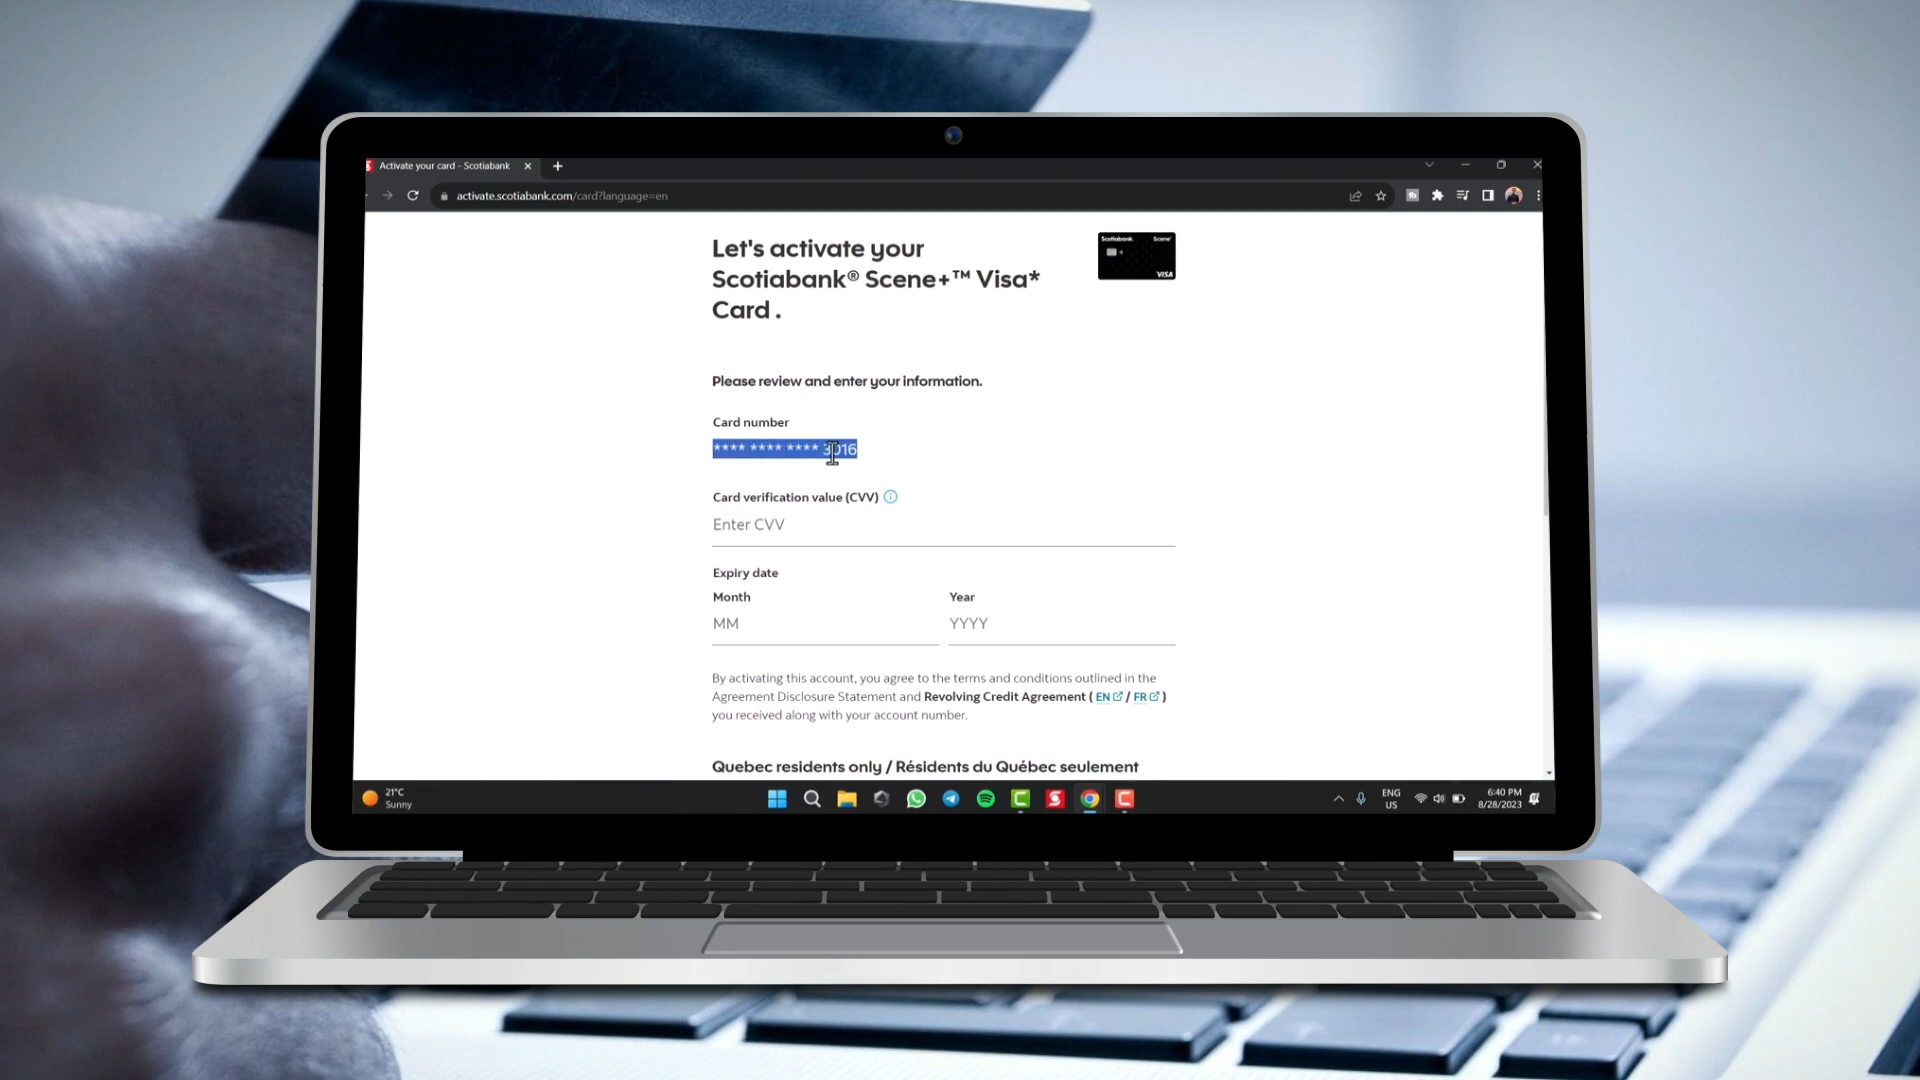 Activate your card - Scotiabank
activate.scotiabank.com/card?language=en
Let's activate your
Scotiabank® Scene+™ Visa*
Card .
Scotiabank
Scene+
VISA
Please review and enter your information.
Card number
**** **** **** 3016
Card verification value (CVV)
Enter CVV
Expiry date
Month
Year
MM
YYYY
By activating this account, you agree to the terms and conditions outlined in the
Agreement Disclosure Statement and Revolving Credit Agreement ( EN / FR )
you received along with your account number.
Quebec residents only / Résidents du Québec seulement
21°C
Sunny
ENG
US
6:40 PM
8/28/2023